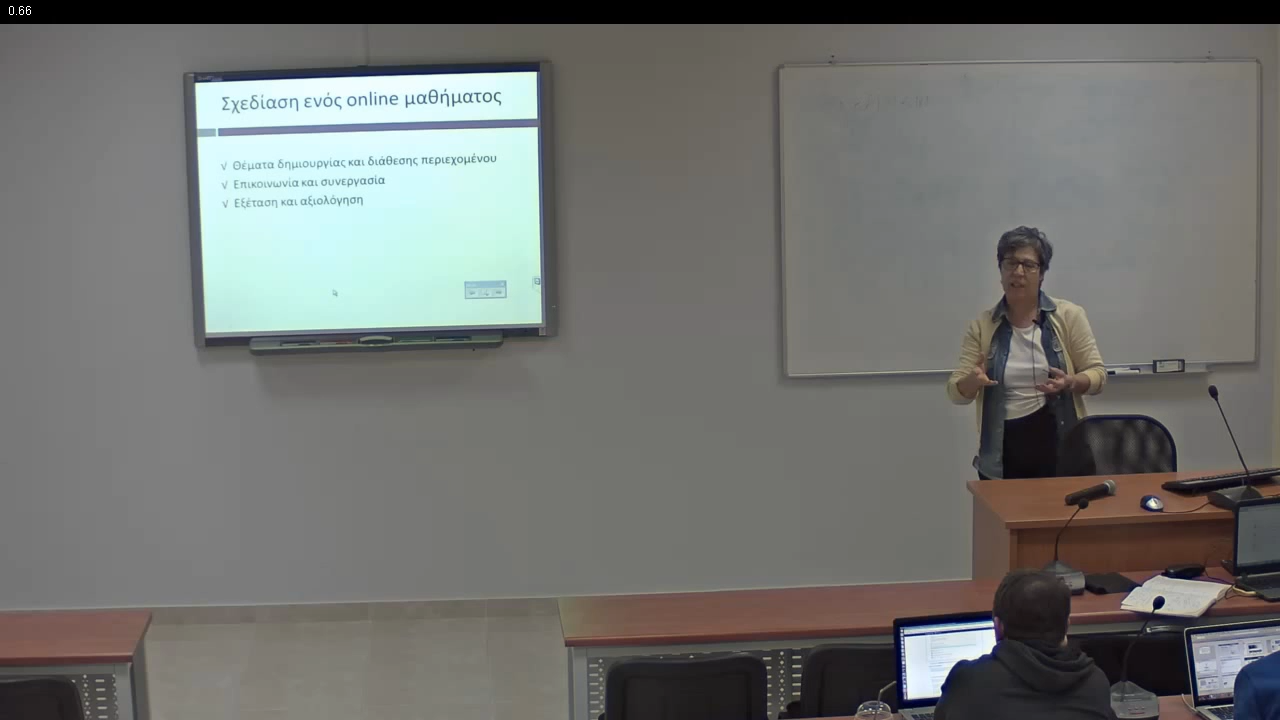 0.66
Σχεδίαση ενός online μαθήματος
√ Θέματα δημιουργίας και διάθεσης περιεχομένου
√ Επικοινωνία και συνεργασία
√ Εξέταση και αξιολόγηση